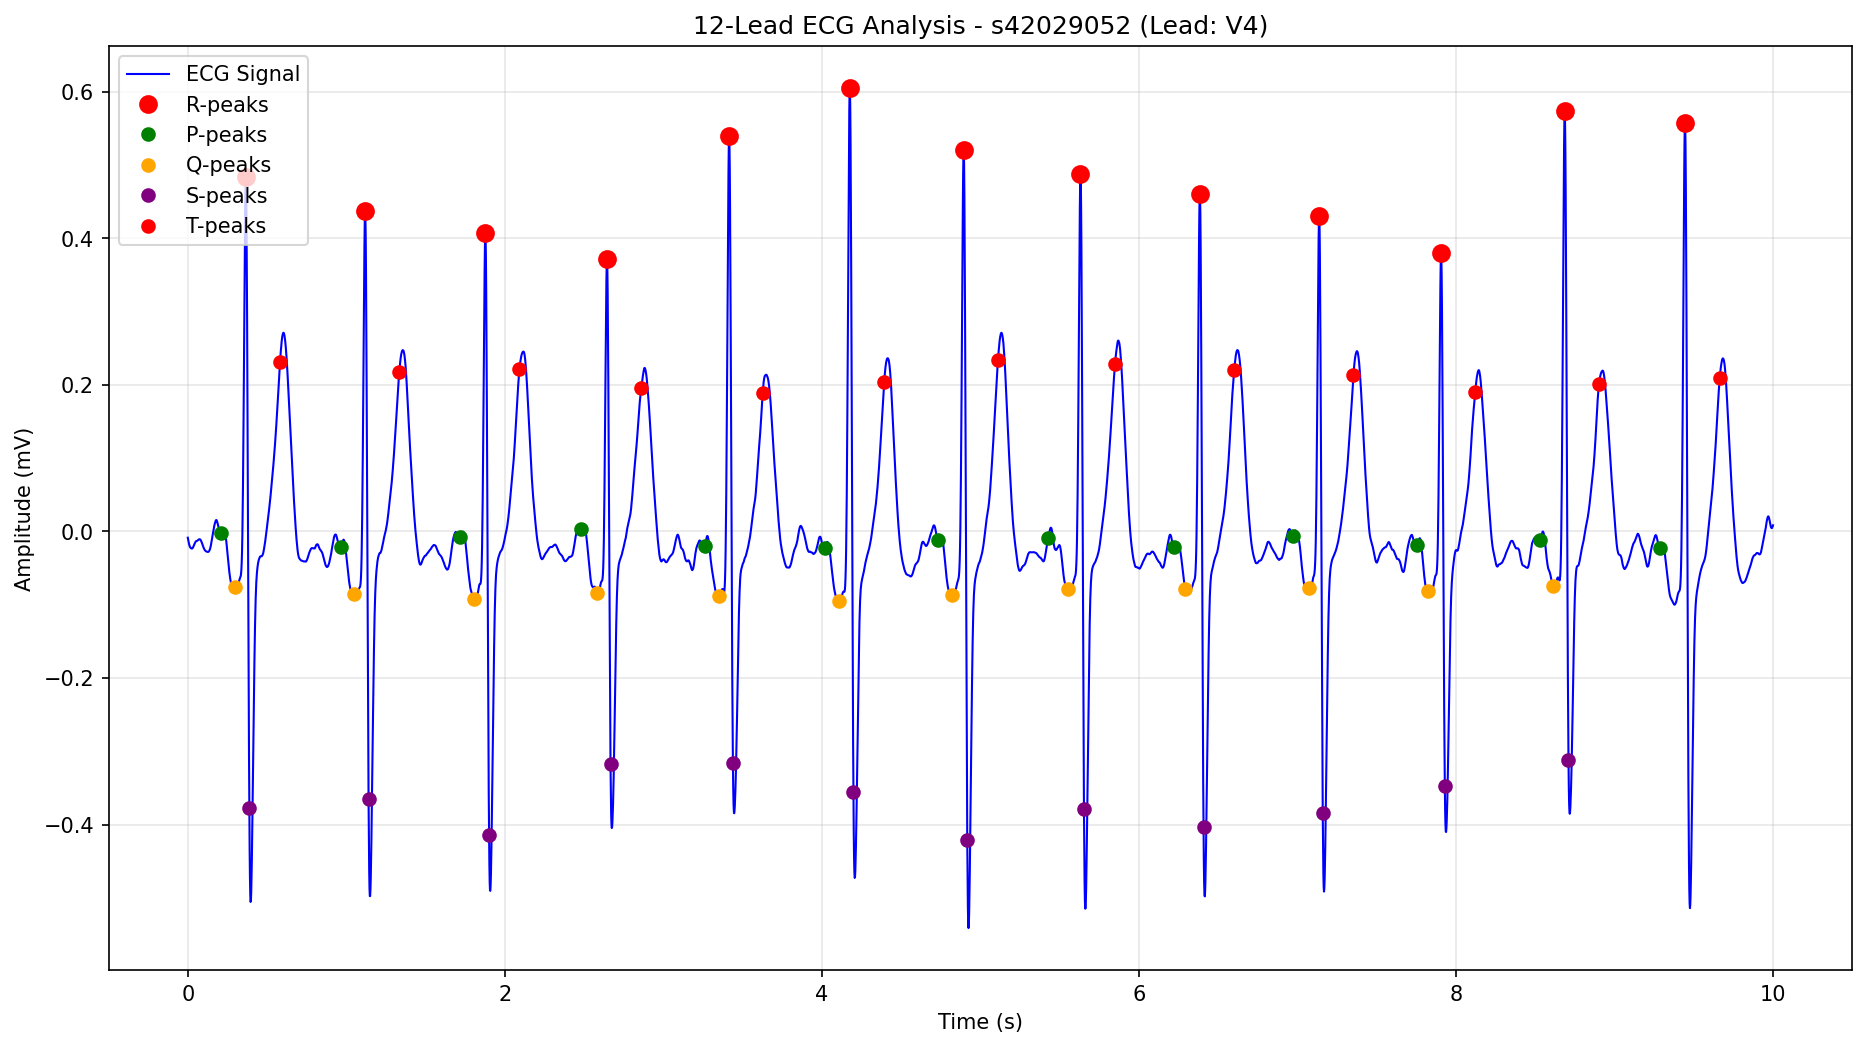 12-Lead ECG Analysis - s42029052 (Lead: V4)
ECG Signal
R-peaks
P-peaks
Q-peaks
S-peaks
T-peaks
Amplitude (mV)
0.6
0.4
0.2
0.0
−0.2
−0.4
0 2 4 6 8 10
Time (s)